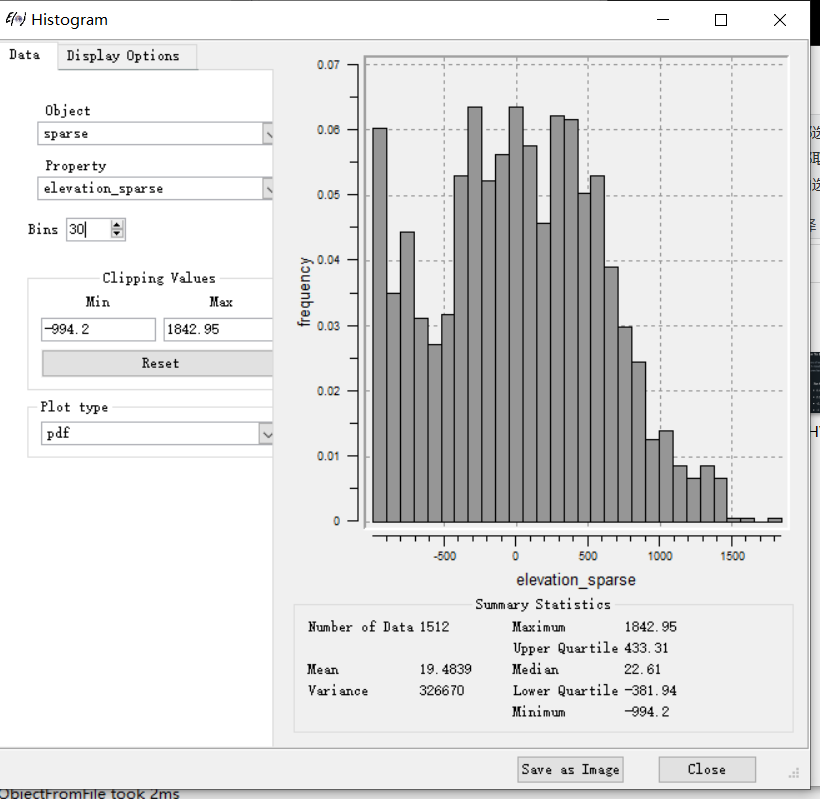 E{∂} Histogram
Data Display Options
Object
sparse
Property
elevation_sparse
Bins 30
Clipping Values
Min Max
-994.2 1842.95
Reset
Plot type
pdf
frequency
0.07
0.06
0.05
0.04
0.03
0.02
0.01
0
-500 0 500 1000 1500
elevation_sparse
Summary Statistics
Number of Data 1512 Maximum 1842.95
Upper Quartile 433.31
Mean 19.4839 Median 22.61
Variance 326670 Lower Quartile -381.94
Minimum -994.2
Save as Image Close
ObjectFromFile took 2ms